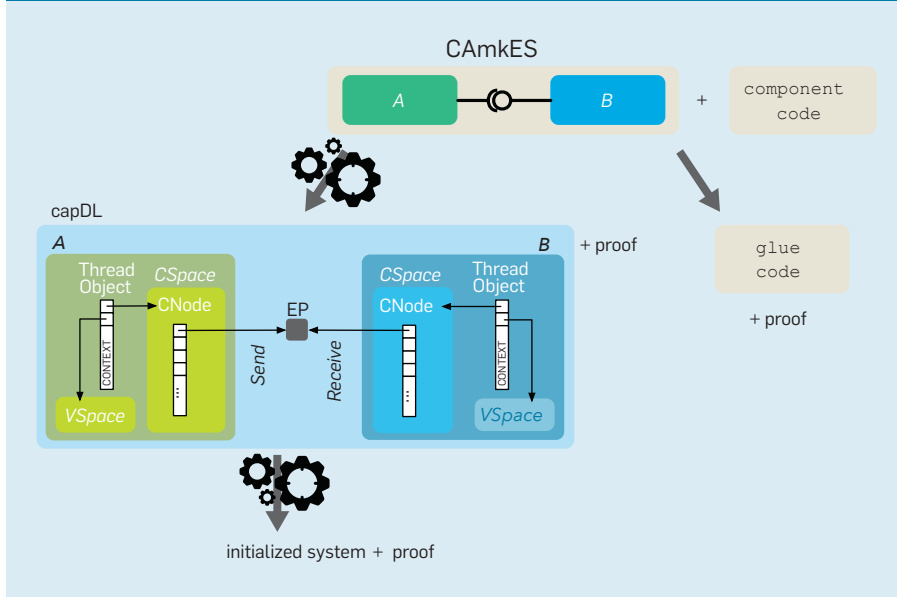 CAmkES
A
B
+
component
code
capDL
A
B
+ proof
Thread
Object
CSpace
CNode
CONTEXT
...
VSpace
EP
Send
Receive
CSpace
CNode
...
Thread
Object
CONTEXT
VSpace
glue
code
+ proof
initialized system + proof